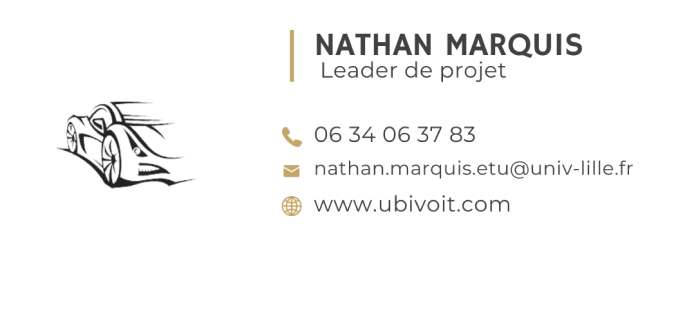 NATHAN MARQUIS
Leader de projet
06 34 06 37 83
nathan.marquis.etu@univ-lille.fr
www.ubivoit.com